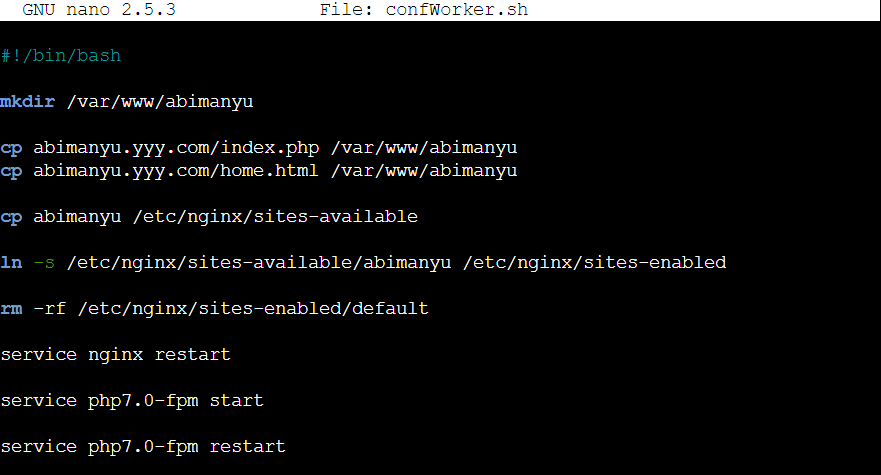 GNU nano 2.5.3 File: confWorker.sh
#!/bin/bash
mkdir /var/www/abimanyu
cp abimanyu.yyy.com/index.php /var/www/abimanyu
cp abimanyu.yyy.com/home.html /var/www/abimanyu
cp abimanyu /etc/nginx/sites-available
ln -s /etc/nginx/sites-available/abimanyu /etc/nginx/sites-enabled
rm -rf /etc/nginx/sites-enabled/default
service nginx restart
service php7.0-fpm start
service php7.0-fpm restart